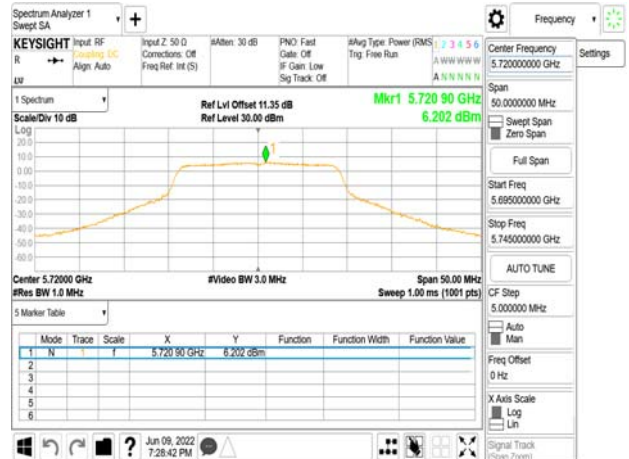 Spectrum Analyzer 1
Swept SA
Frequency
KEYSIGHT
R
LXI
Input: RF
Coupling: DC
Align: Auto
Input Z: 50 Ω
Corrections: Off
Freq Ref: Int (S)
#Atten: 30 dB
PNO: Fast
Gate: Off
IF Gain: Low
Sig Track: Off
#Avg Type: Power (RMS)
Trig: Free Run
1 2 3 4 5 6
A W W W W W
A N N N N N
1 Spectrum
Scale/Div 10 dB
Ref Lvl Offset 11.35 dB
Ref Level 30.00 dBm
Mkr1 5.720 90 GHz
6.202 dBm
Log
20.0
10.0
0.00
-10.0
-20.0
-30.0
-40.0
-50.0
-60.0
1
Center 5.72000 GHz
#Video BW 3.0 MHz
Span 50.00 MHz
#Res BW 1.0 MHz
Sweep 1.00 ms (1001 pts)
5 Marker Table
Mode Trace Scale X Y Function Function Width Function Value
1 N 1 f 5.720 90 GHz 6.202 dBm
2
3
4
5
6
Jun 09, 2022
7:28:42 PM
?
Center Frequency
5.720000000 GHz
Settings
Span
50.0000000 MHz
Swept Span
Zero Span
Full Span
Start Freq
5.695000000 GHz
Stop Freq
5.745000000 GHz
AUTO TUNE
CF Step
5.000000 MHz
Auto
Man
Freq Offset
0 Hz
X Axis Scale
Log
Lin
Signal Track
(Span Zoom)